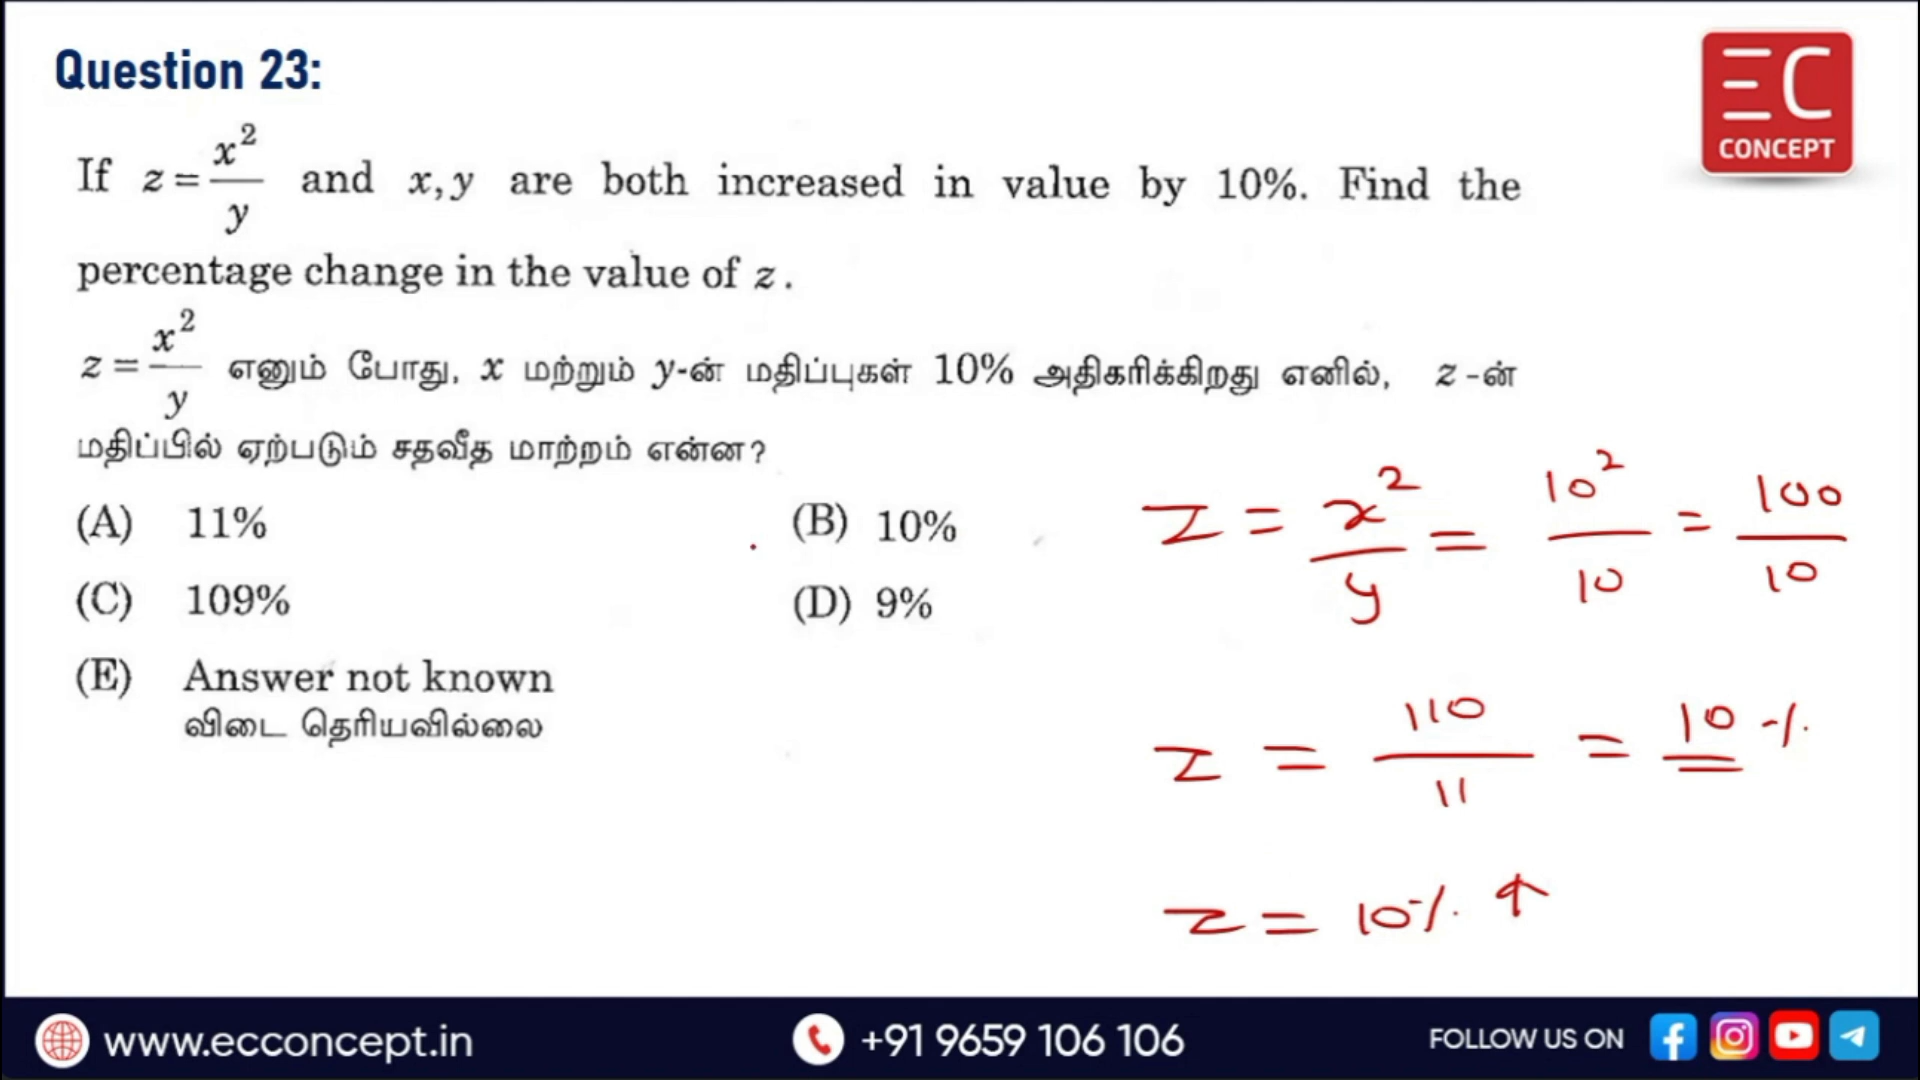 Question 23:
EC
CONCEPT
If z = x²/y and x, y are both increased in value by 10%. Find the
percentage change in the value of z.
z = x²/y எனும் போது, x மற்றும் y-ன் மதிப்புகள் 10% அதிகரிக்கிறது எனில், z-ன்
மதிப்பில் ஏற்படும் சதவீத மாற்றம் என்ன?
(A) 11%
(B) 10%
(C) 109%
(D) 9%
(E) Answer not known
விடை தெரியவில்லை
z = x²/y = 10²/10 = 100/10
z = 110/11 = 10 %
z = 10% ↑
www.ecconcept.in
+91 9659 106 106
FOLLOW US ON